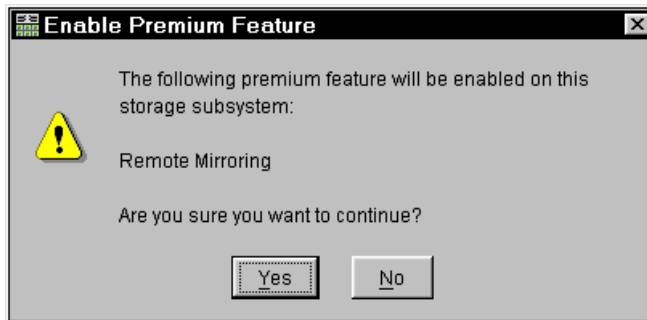 Enable Premium Feature
The following premium feature will be enabled on this
storage subsystem:
Remote Mirroring
Are you sure you want to continue?
Yes
No